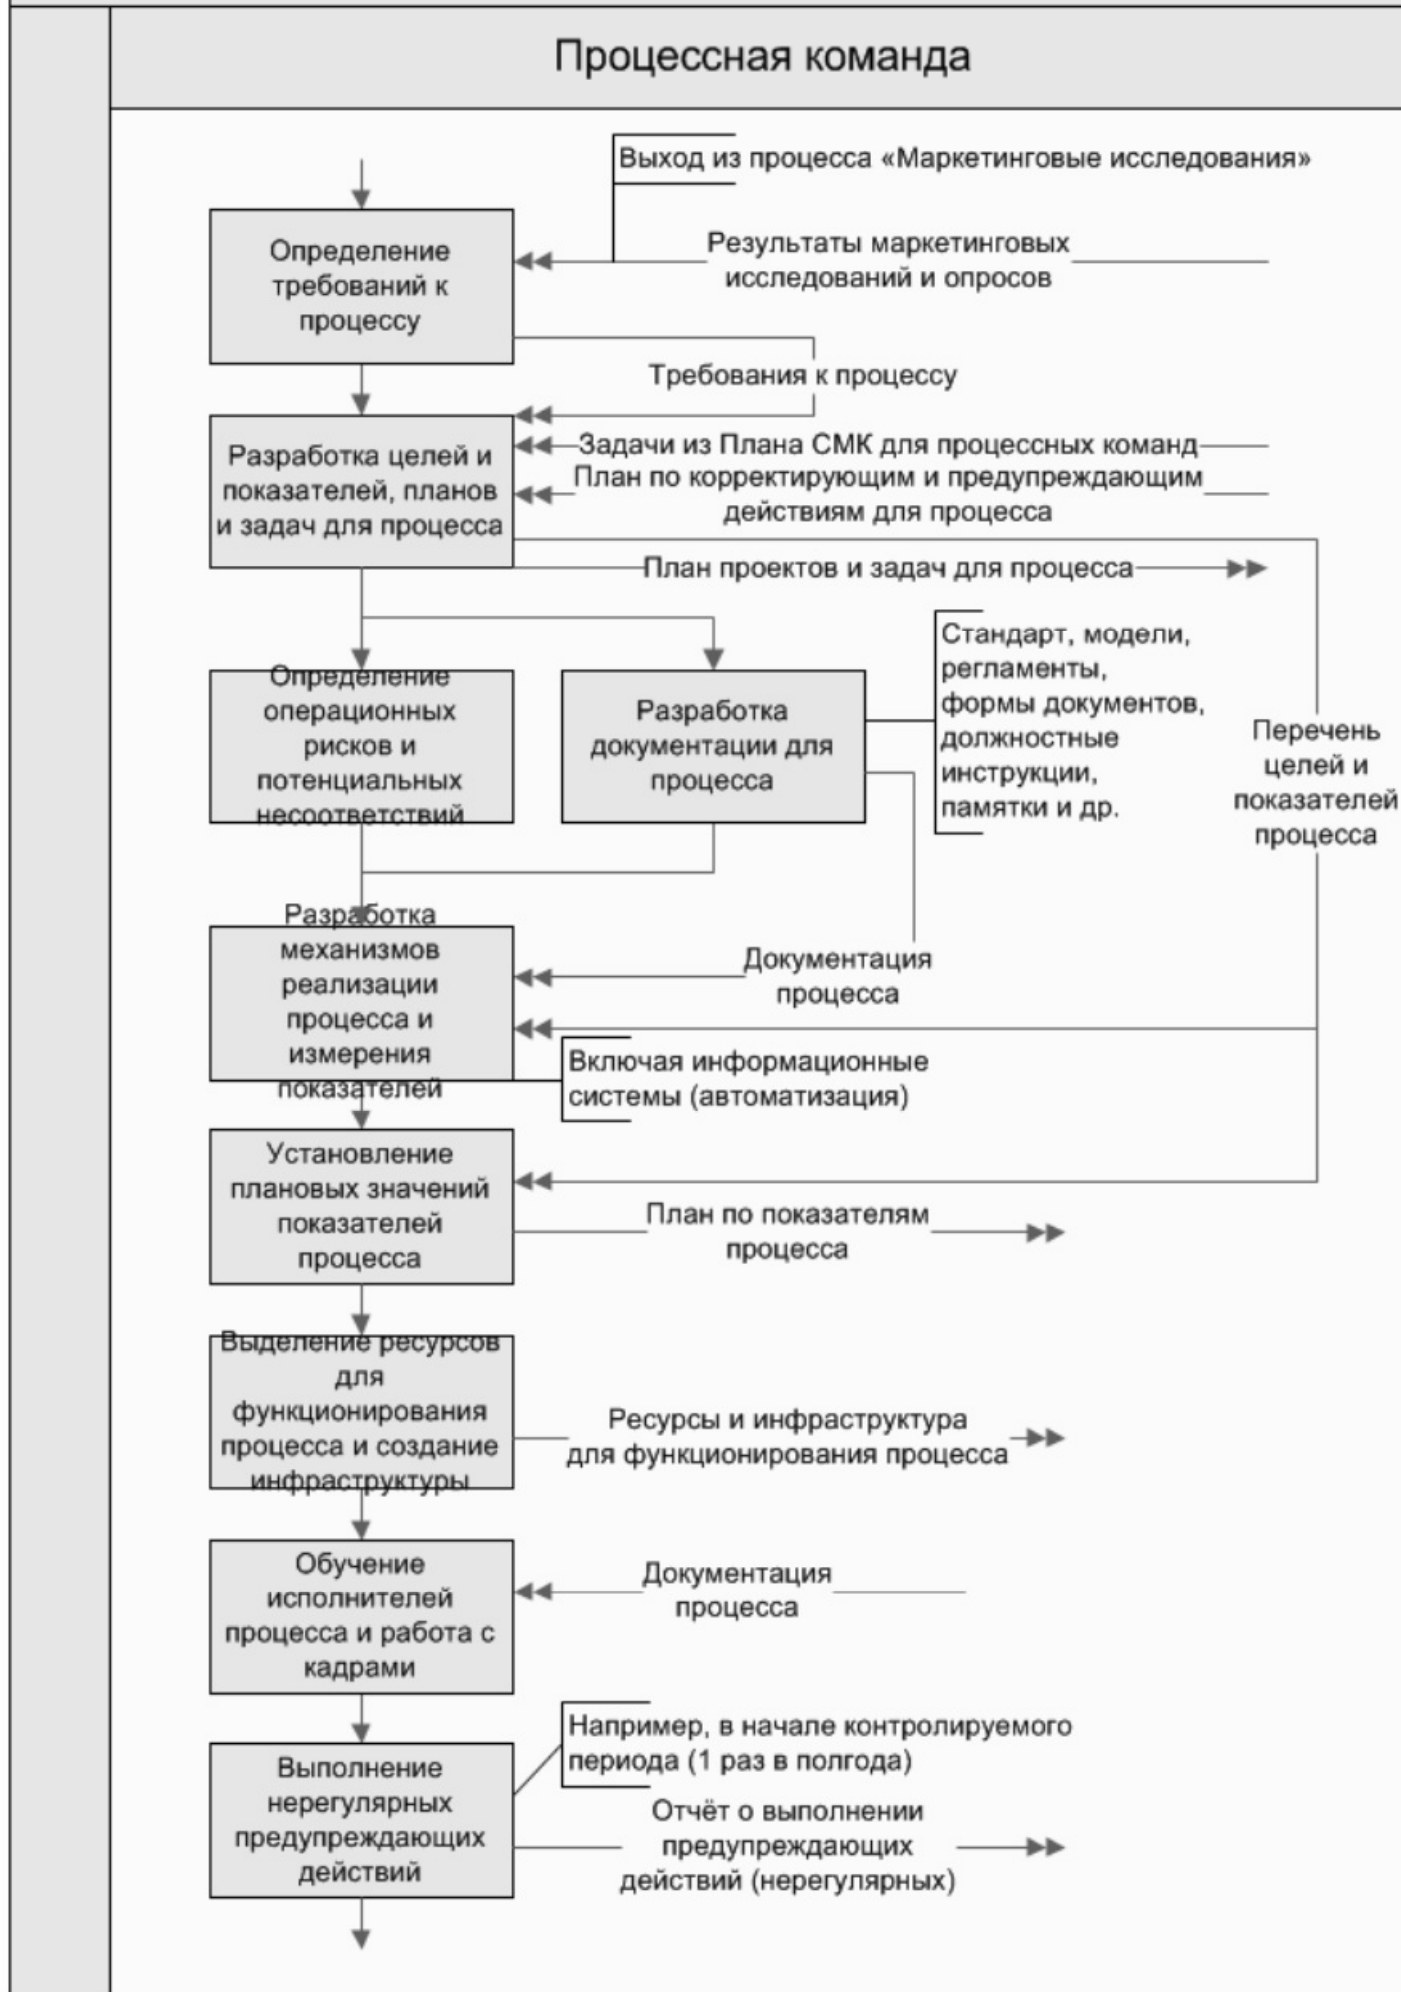 Процессная команда
Выход из процесса «Маркетинговые исследования»
Определение
требований к
процессу
Результаты маркетинговых
исследований и опросов
Требования к процессу
Разработка целей и
показателей, планов
и задач для процесса
Задачи из Плана СМК для процессных команд
План по корректирующим и предупреждающим
действиям для процесса
План проектов и задач для процесса
Определение
операционных
рисков и
потенциальных
несоответствий
Разработка
документации для
процесса
Стандарт, модели,
регламенты,
формы документов,
должностные
инструкции,
памятки и др.
Перечень
целей и
показателей
процесса
Разработка
механизмов
реализации
процесса и
измерения
показателей
Документация
процесса
Включая информационные
системы (автоматизация)
Установление
плановых значений
показателей
процесса
План по показателям
процесса
Выделение ресурсов
для
функционирования
процесса и создание
инфраструктуры
Ресурсы и инфраструктура
для функционирования процесса
Обучение
исполнителей
процесса и работа с
кадрами
Документация
процесса
Выполнение
нерегулярных
предупреждающих
действий
Например, в начале контролируемого
периода (1 раз в полгода)
Отчёт о выполнении
предупреждающих
действий (нерегулярных)